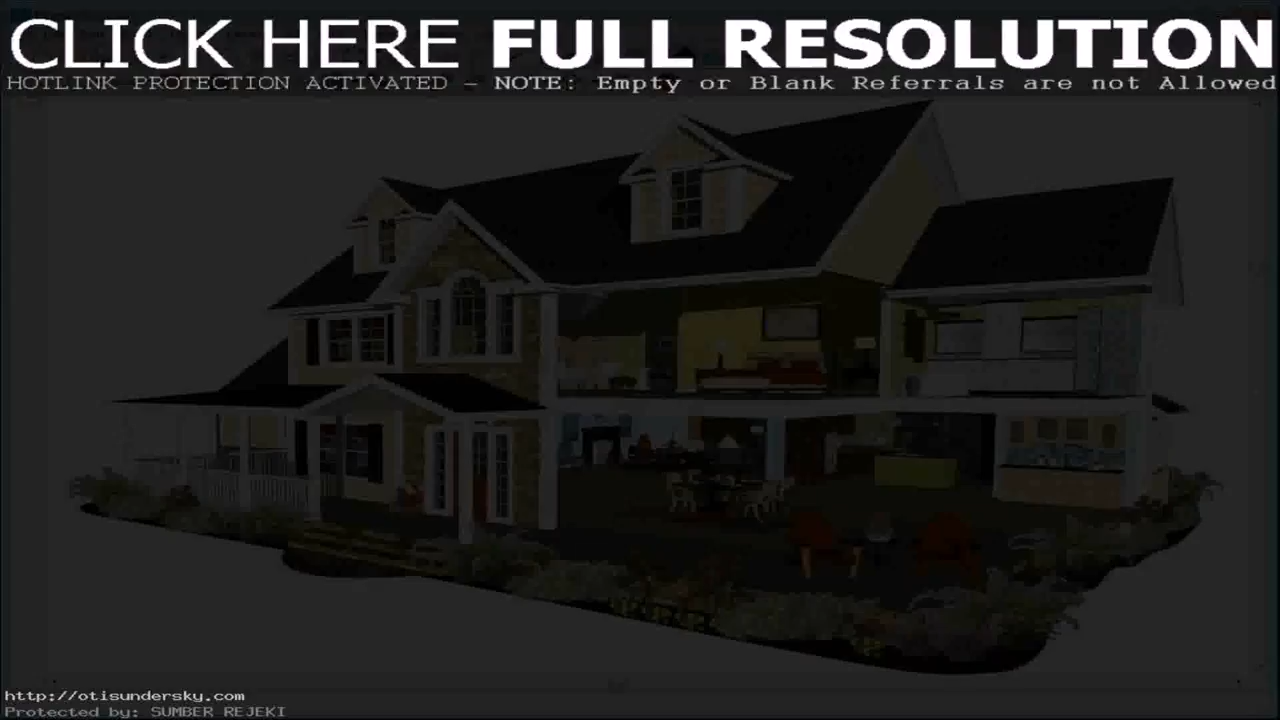 CLICK HERE FULL RESOLUTION
HOTLINK PROTECTION ACTIVATED – NOTE: Empty or Blank Referrals are not Allowed
http://otisundersky.com
Protected by: SUMBER REJEKI